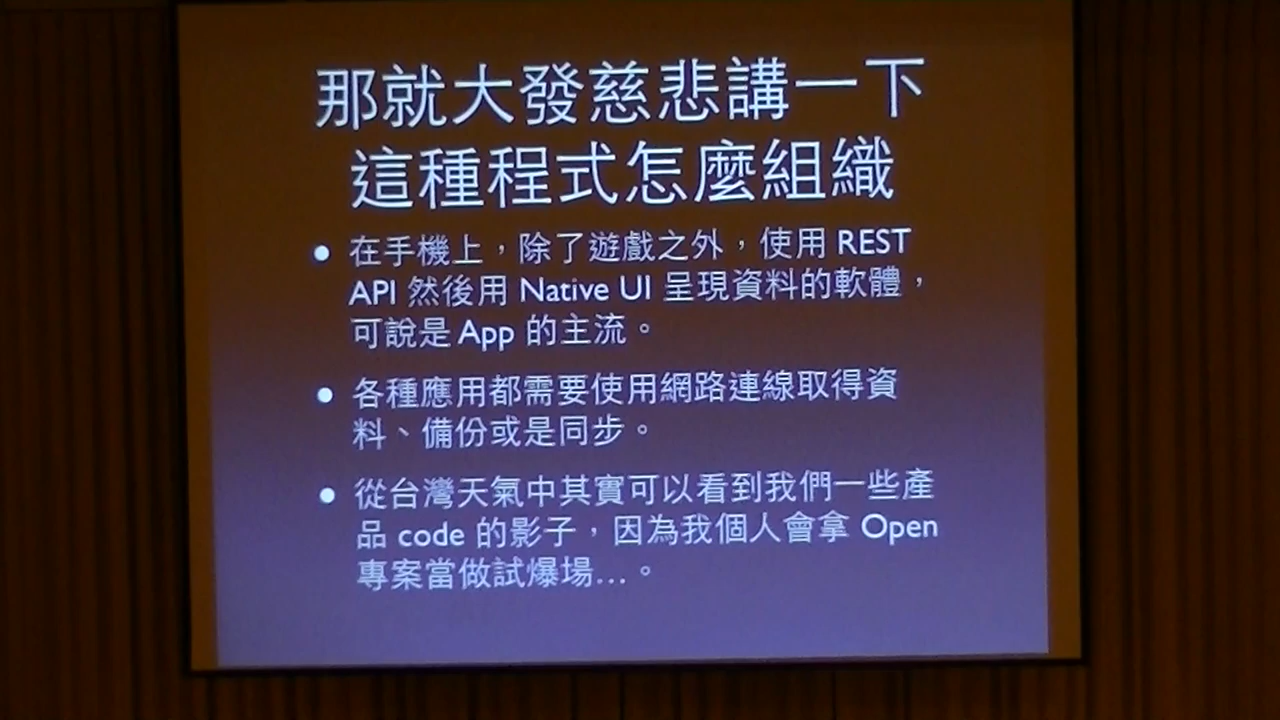 那就大發慈悲講一下
這種程式怎麼組織
• 在手機上，除了遊戲之外，使用 REST
API 然後用 Native UI 呈現資料的軟體，
可說是 App 的主流。
• 各種應用都需要使用網路連線取得資
料、備份或是同步。
• 從台灣天氣中其實可以看到我們一些產
品 code 的影子，因為我個人會拿 Open
專案當做試爆場...。